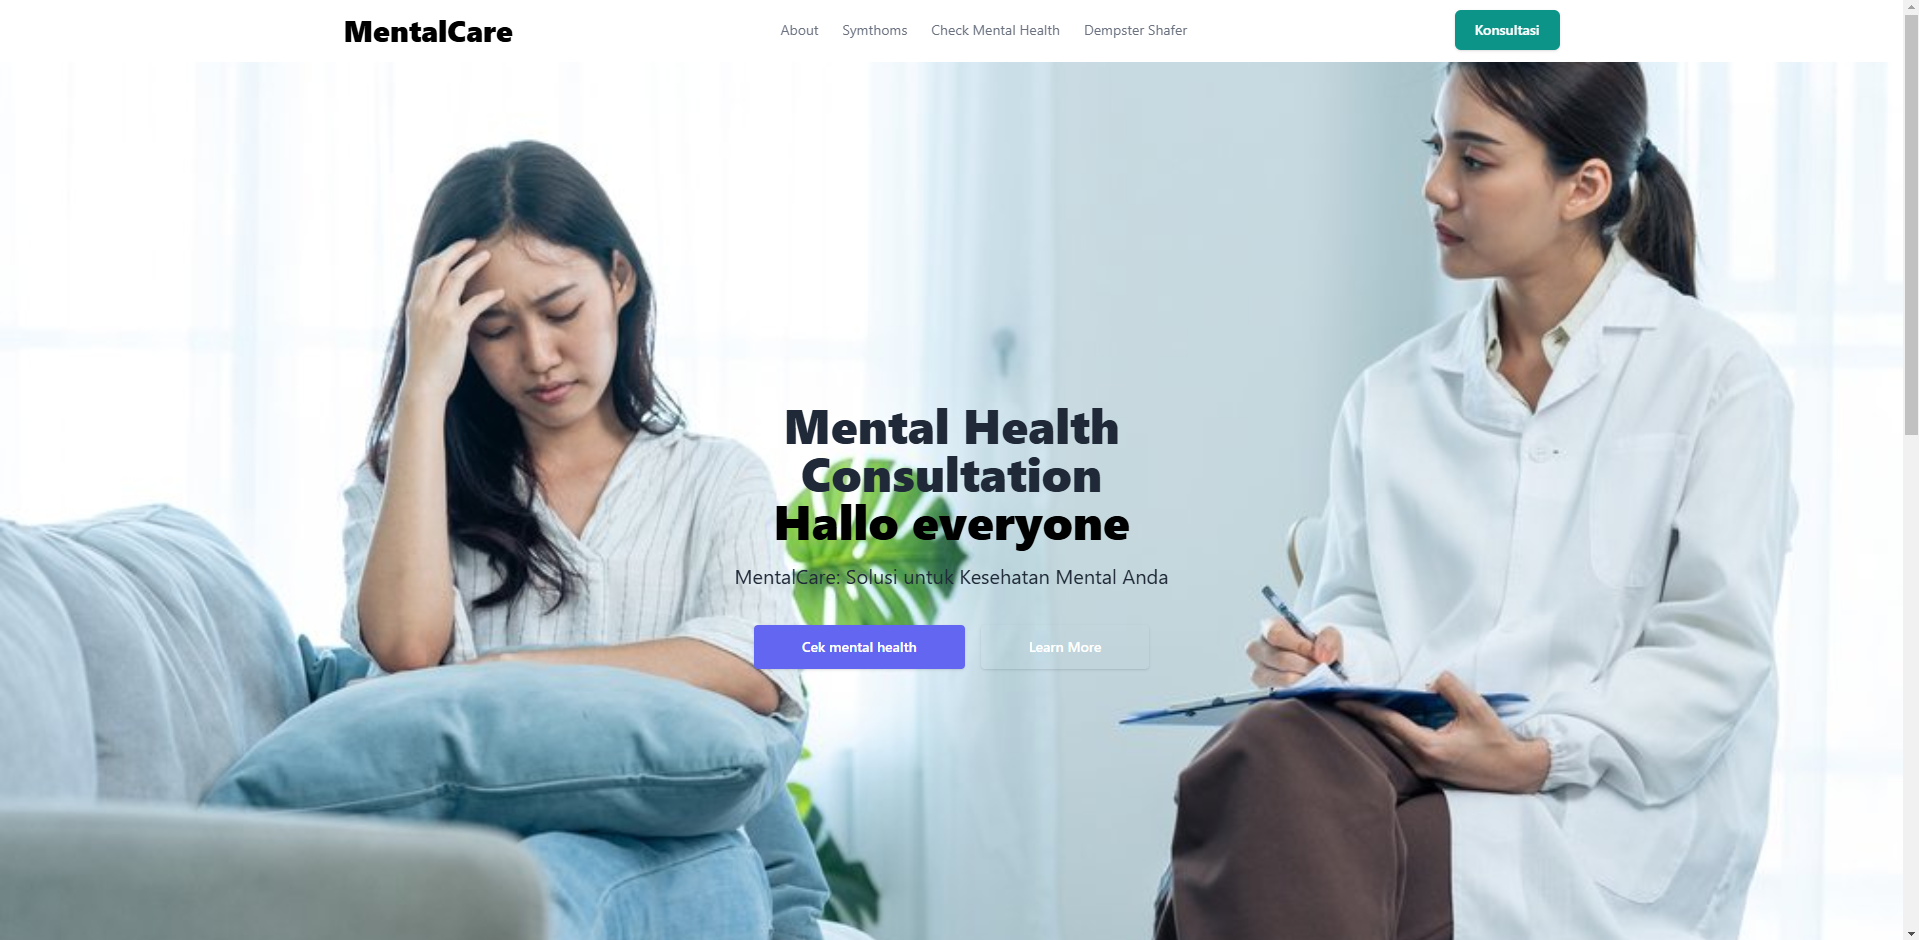 MentalCare
About
Symthoms
Check Mental Health
Dempster Shafer
Konsultasi
Mental Health
Consultation
Hallo everyone
MentalCare: Solusi untuk Kesehatan Mental Anda
Cek mental health
Learn More